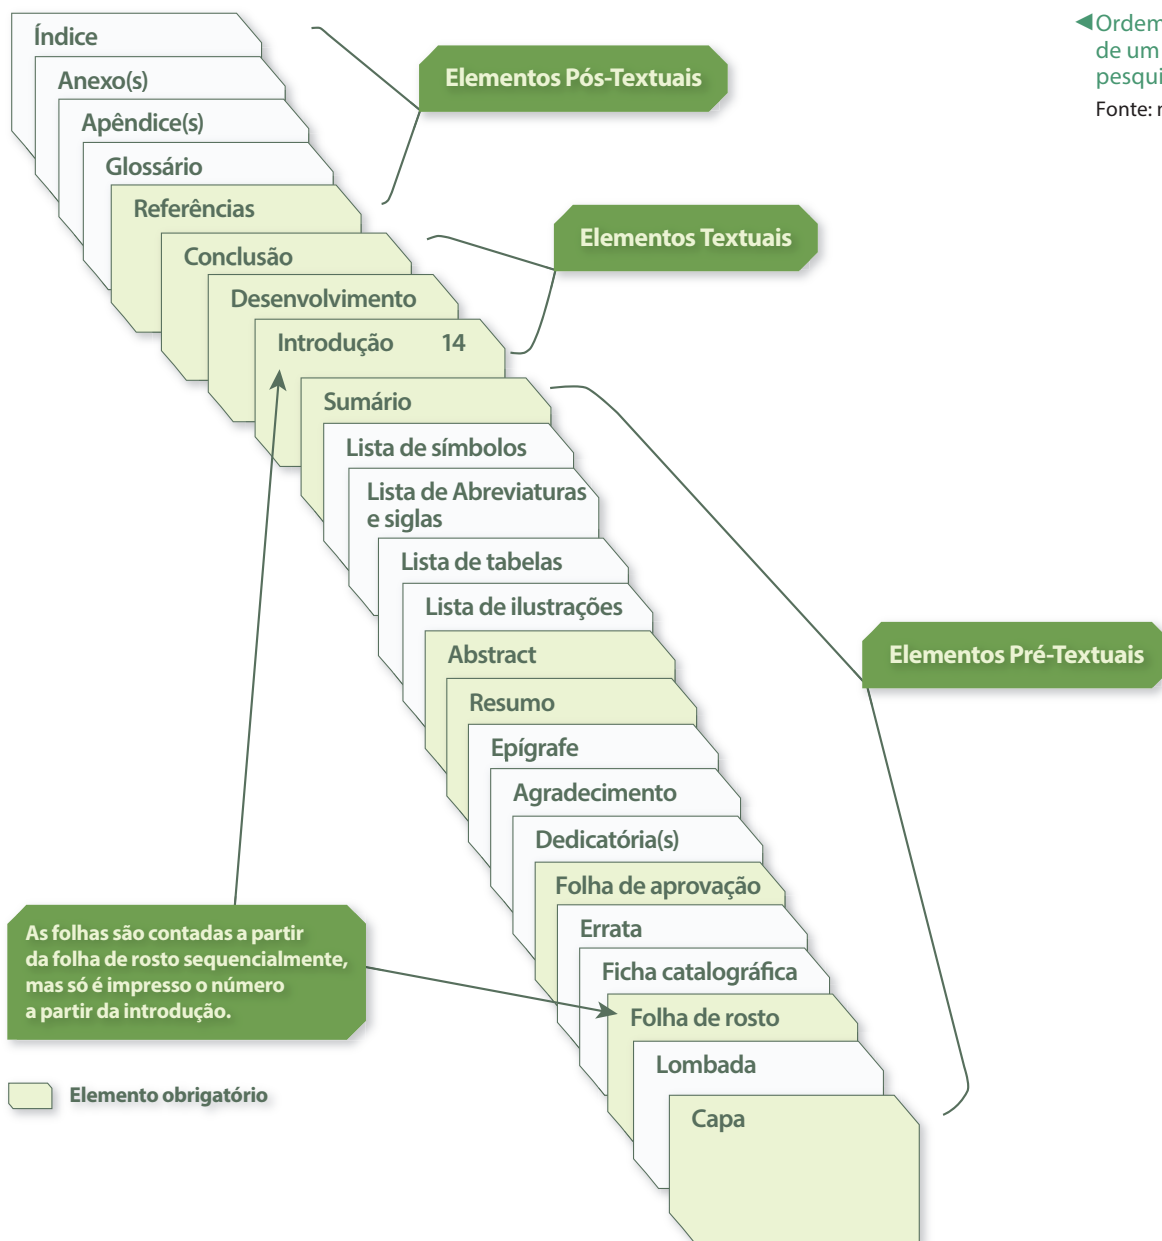 Índice
Anexo(s)
Apêndice(s)
Glossário
Referências
Conclusão
Desenvolvimento
Introdução 14
Sumário
Lista de símbolos
Lista de Abreviaturas
e siglas
Lista de tabelas
Lista de ilustrações
Abstract
Resumo
Epígrafe
Agradecimento
Dedicatória(s)
Folha de aprovação
Errata
Ficha catalográfica
Folha de rosto
Lombada
Capa
Elementos Pós-Textuais
Elementos Textuais
Elementos Pré-Textuais
As folhas são contadas a partir
da folha de rosto sequencialmente,
mas só é impresso o número
a partir da introdução.
Elemento obrigatório
Ordem
de um
pesqui
Fonte: